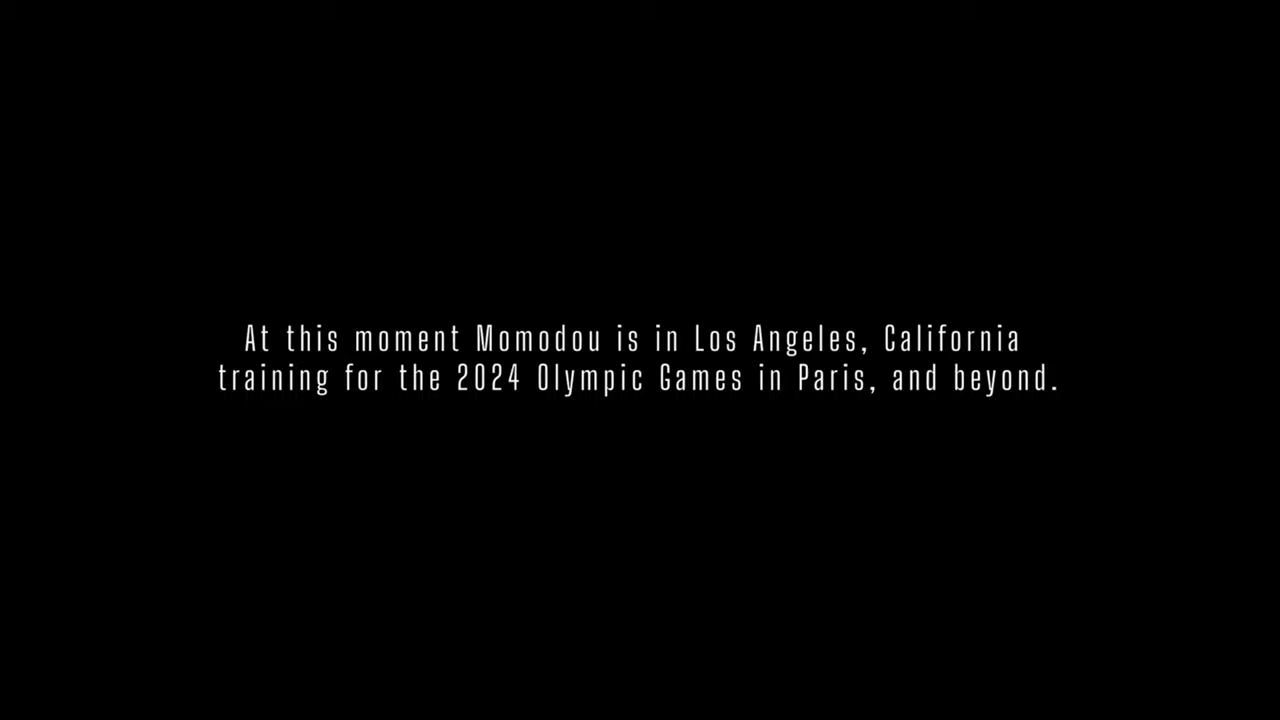 At this moment Momodou is in Los Angeles, California
training for the 2024 Olympic Games in Paris, and beyond.